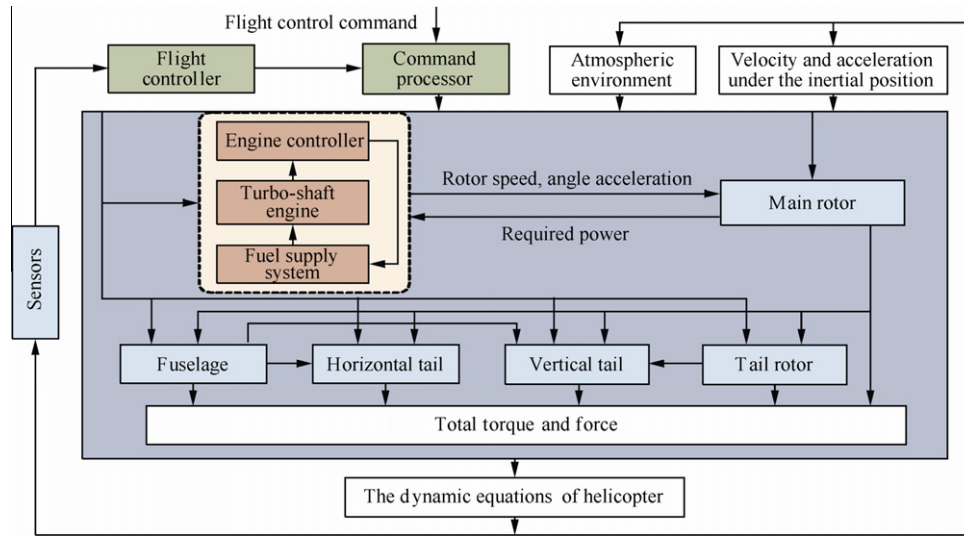 Flight control command
Flight
controller
Command
processor
Atmospheric
environment
Velocity and acceleration
under the inertial position
Engine controller
Turbo-shaft
engine
Fuel supply
system
Rotor speed, angle acceleration
Required power
Main rotor
Sensors
Fuselage
Horizontal tail
Vertical tail
Tail rotor
Total torque and force
The dynamic equations of helicopter